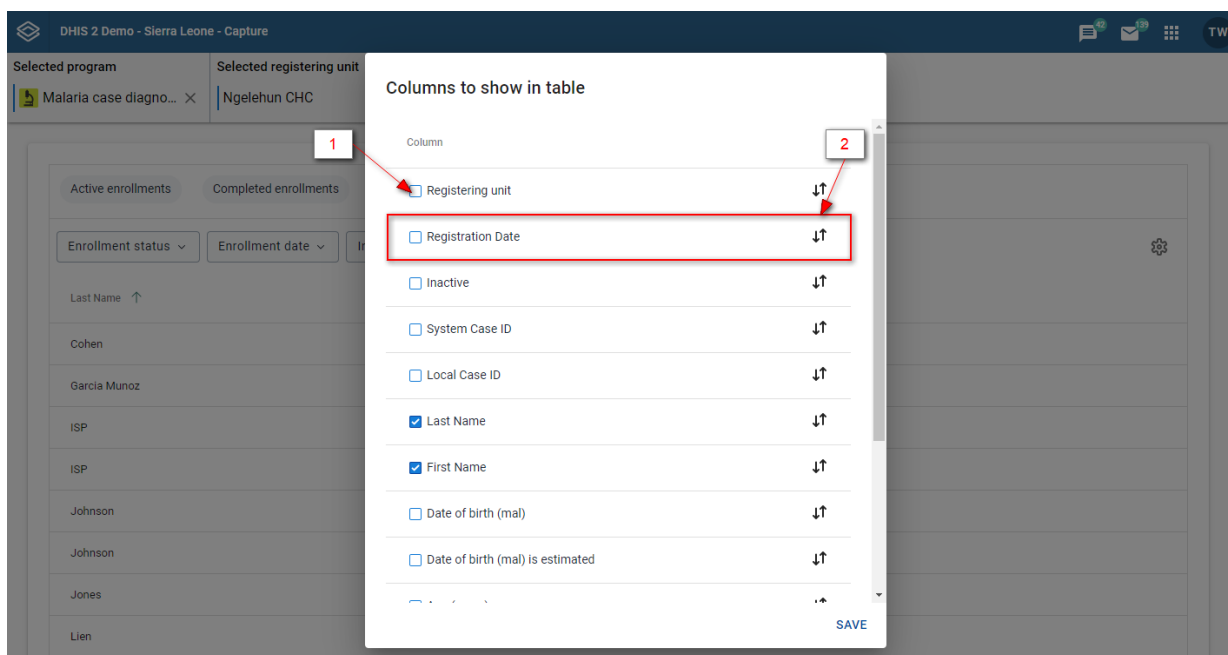 DHIS 2 Demo - Sierra Leone - Capture
42
139
TW
Selected program
Selected registering unit
Malaria case diagno...
Ngelehun CHC
Columns to show in table
1
Column
2
Active enrollments
Completed enrollments
Registering unit
Enrollment status
Enrollment date
Registration Date
Last Name
Inactive
Cohen
System Case ID
Garcia Munoz
Local Case ID
ISP
Last Name
ISP
First Name
Johnson
Date of birth (mal)
Johnson
Date of birth (mal) is estimated
Jones
Lien
SAVE